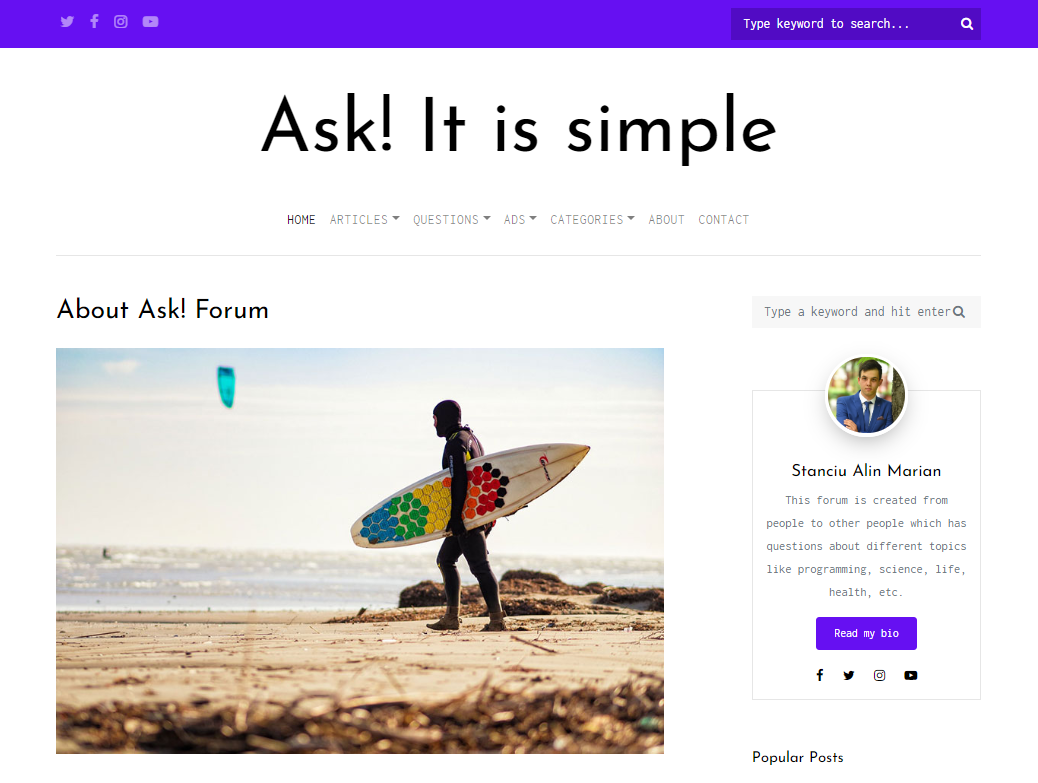 Type keyword to search...
Ask! It is simple
HOME ARTICLES QUESTIONS ADS CATEGORIES ABOUT CONTACT
About Ask! Forum
Type a keyword and hit enter
Stanciu Alin Marian
This forum is created from
people to other people which has
questions about different topics
like programming, science, life,
health, etc.
Read my bio
Popular Posts